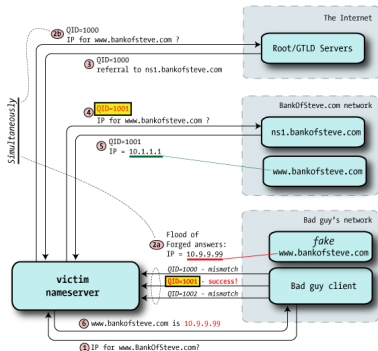 The Internet
2b QID=1000
IP for www.bankofsteve.com ?
Root/GTLD Servers
3 QID=1000
referral to ns1.bankofsteve.com
Simultaneously
BankOfSteve.com network
4 QID=1001
IP for www.bankofsteve.com ?
ns1.bankofsteve.com
5 QID=1001
IP = 10.1.1.1
www.bankofsteve.com
Bad guy's network
2a Flood of
Forged answers:
IP = 10.9.9.99
fake
www.bankofsteve.com
QID=1000 - mismatch
QID=1001 - success!
QID=1002 - mismatch
Bad guy client
victim
nameserver
6 www.bankofsteve.com is 10.9.9.99
1 IP for www.BankOfSteve.com?